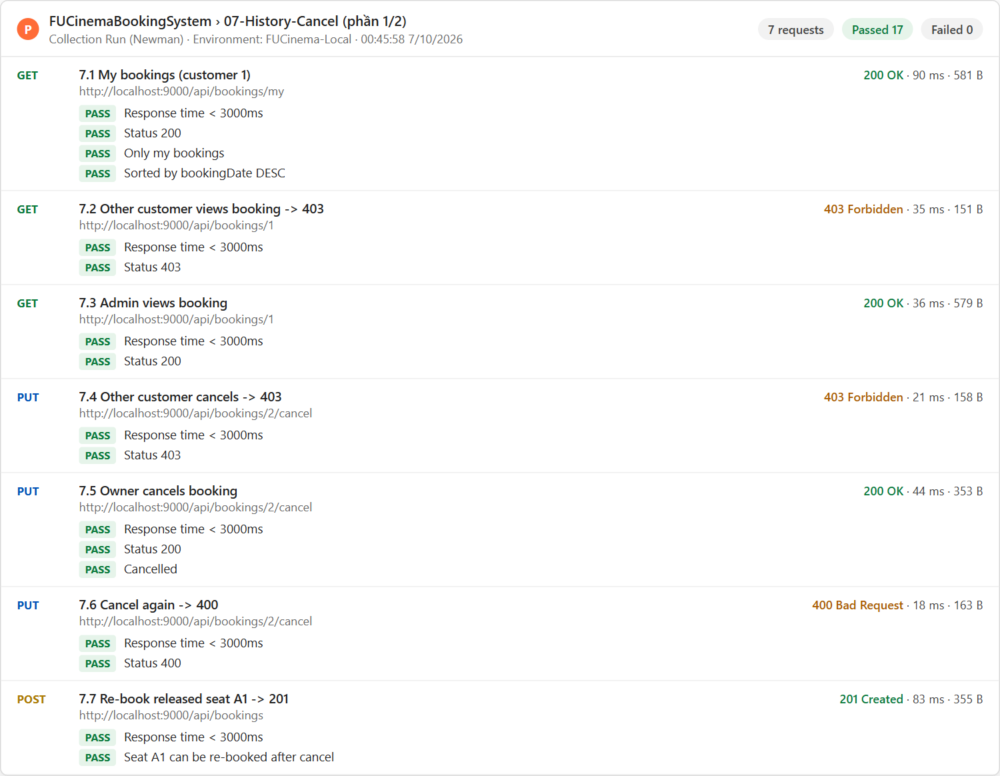 P
FUCinemaBookingSystem › 07-History-Cancel (phần 1/2)
Collection Run (Newman) · Environment: FUCinema-Local · 00:45:58 7/10/2026
7 requests
Passed 17
Failed 0
GET
7.1 My bookings (customer 1)
200 OK · 90 ms · 581 B
http://localhost:9000/api/bookings/my
PASS Response time < 3000ms
PASS Status 200
PASS Only my bookings
PASS Sorted by bookingDate DESC
GET
7.2 Other customer views booking -> 403
403 Forbidden · 35 ms · 151 B
http://localhost:9000/api/bookings/1
PASS Response time < 3000ms
PASS Status 403
GET
7.3 Admin views booking
200 OK · 36 ms · 579 B
http://localhost:9000/api/bookings/1
PASS Response time < 3000ms
PASS Status 200
PUT
7.4 Other customer cancels -> 403
403 Forbidden · 21 ms · 158 B
http://localhost:9000/api/bookings/2/cancel
PASS Response time < 3000ms
PASS Status 403
PUT
7.5 Owner cancels booking
200 OK · 44 ms · 353 B
http://localhost:9000/api/bookings/2/cancel
PASS Response time < 3000ms
PASS Status 200
PASS Cancelled
PUT
7.6 Cancel again -> 400
400 Bad Request · 18 ms · 163 B
http://localhost:9000/api/bookings/2/cancel
PASS Response time < 3000ms
PASS Status 400
POST
7.7 Re-book released seat A1 -> 201
201 Created · 83 ms · 355 B
http://localhost:9000/api/bookings
PASS Response time < 3000ms
PASS Seat A1 can be re-booked after cancel